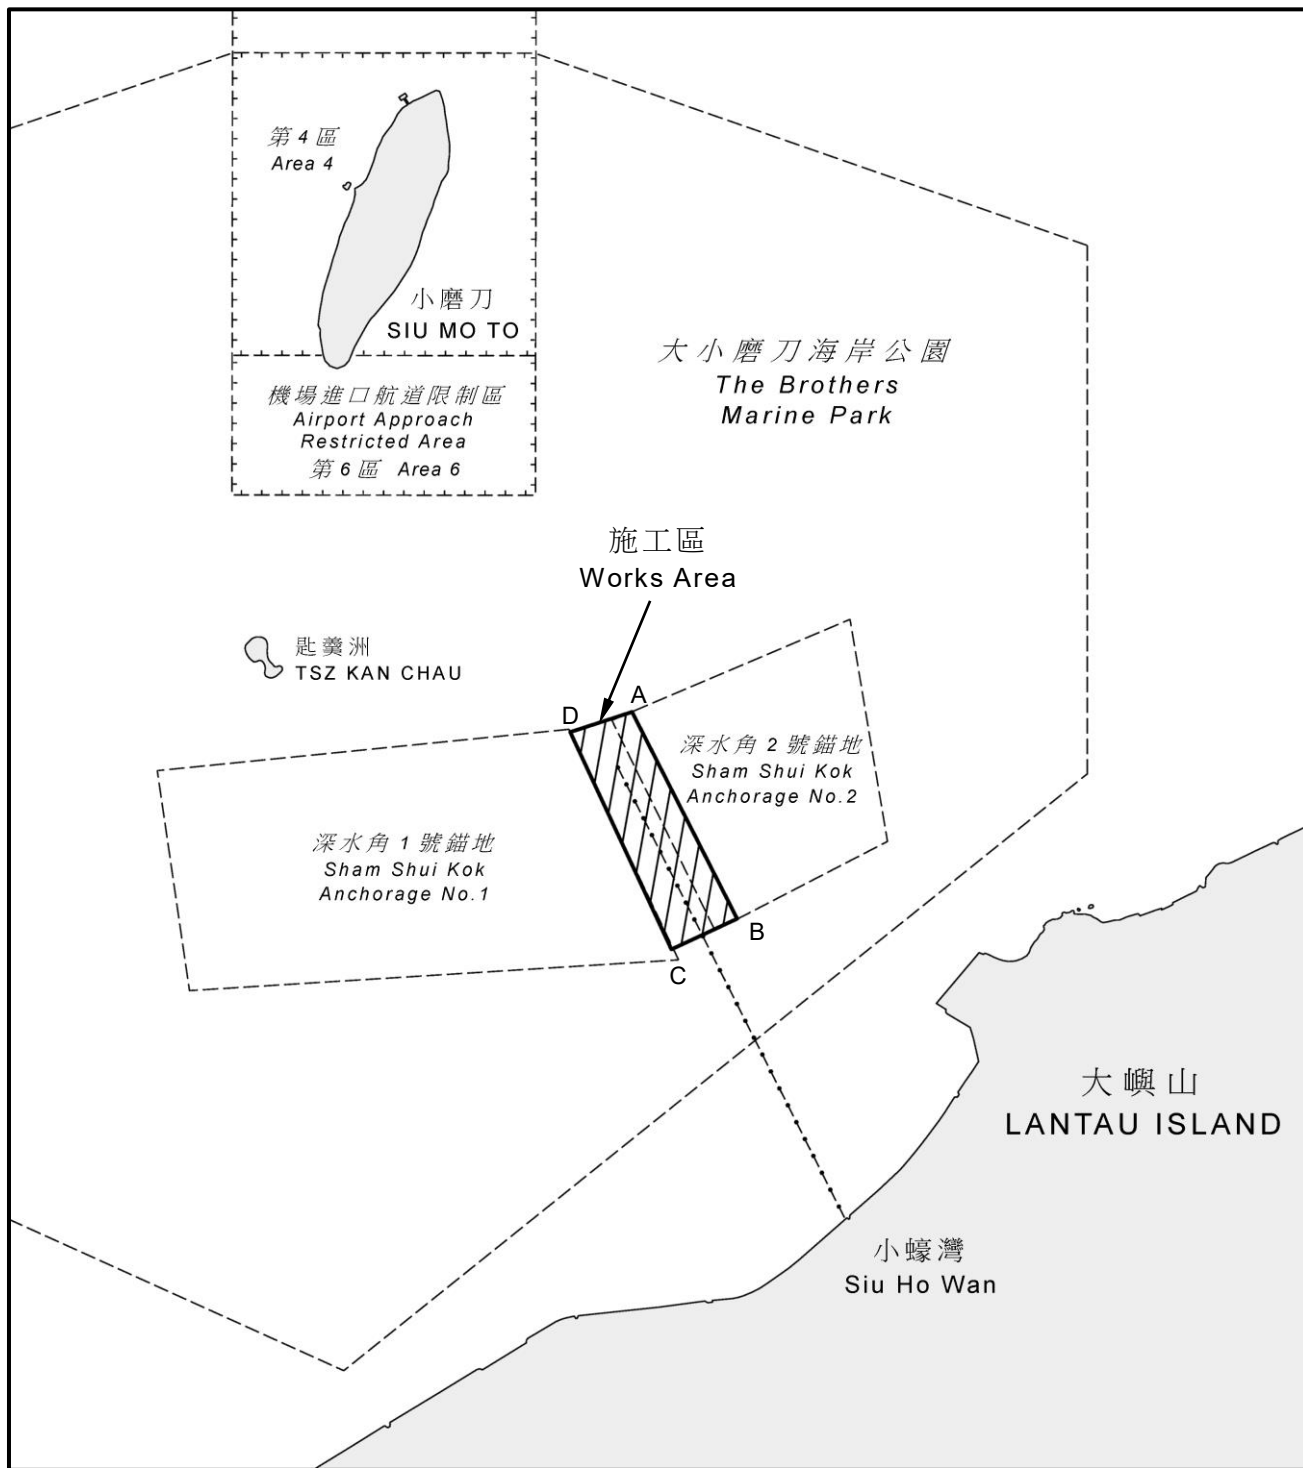 第 4 區
Area 4
小磨刀
SIU MO TO
大小磨刀海岸公園
The Brothers
Marine Park
機場進口航道限制區
Airport Approach
Restricted Area
第 6 區 Area 6
施工區
Works Area
匙羹洲
TSZ KAN CHAU
D
A
深水角 2 號錨地
Sham Shui Kok
Anchorage No.2
深水角 1 號錨地
Sham Shui Kok
Anchorage No.1
B
C
大嶼山
LANTAU ISLAND
小蠔灣
Siu Ho Wan